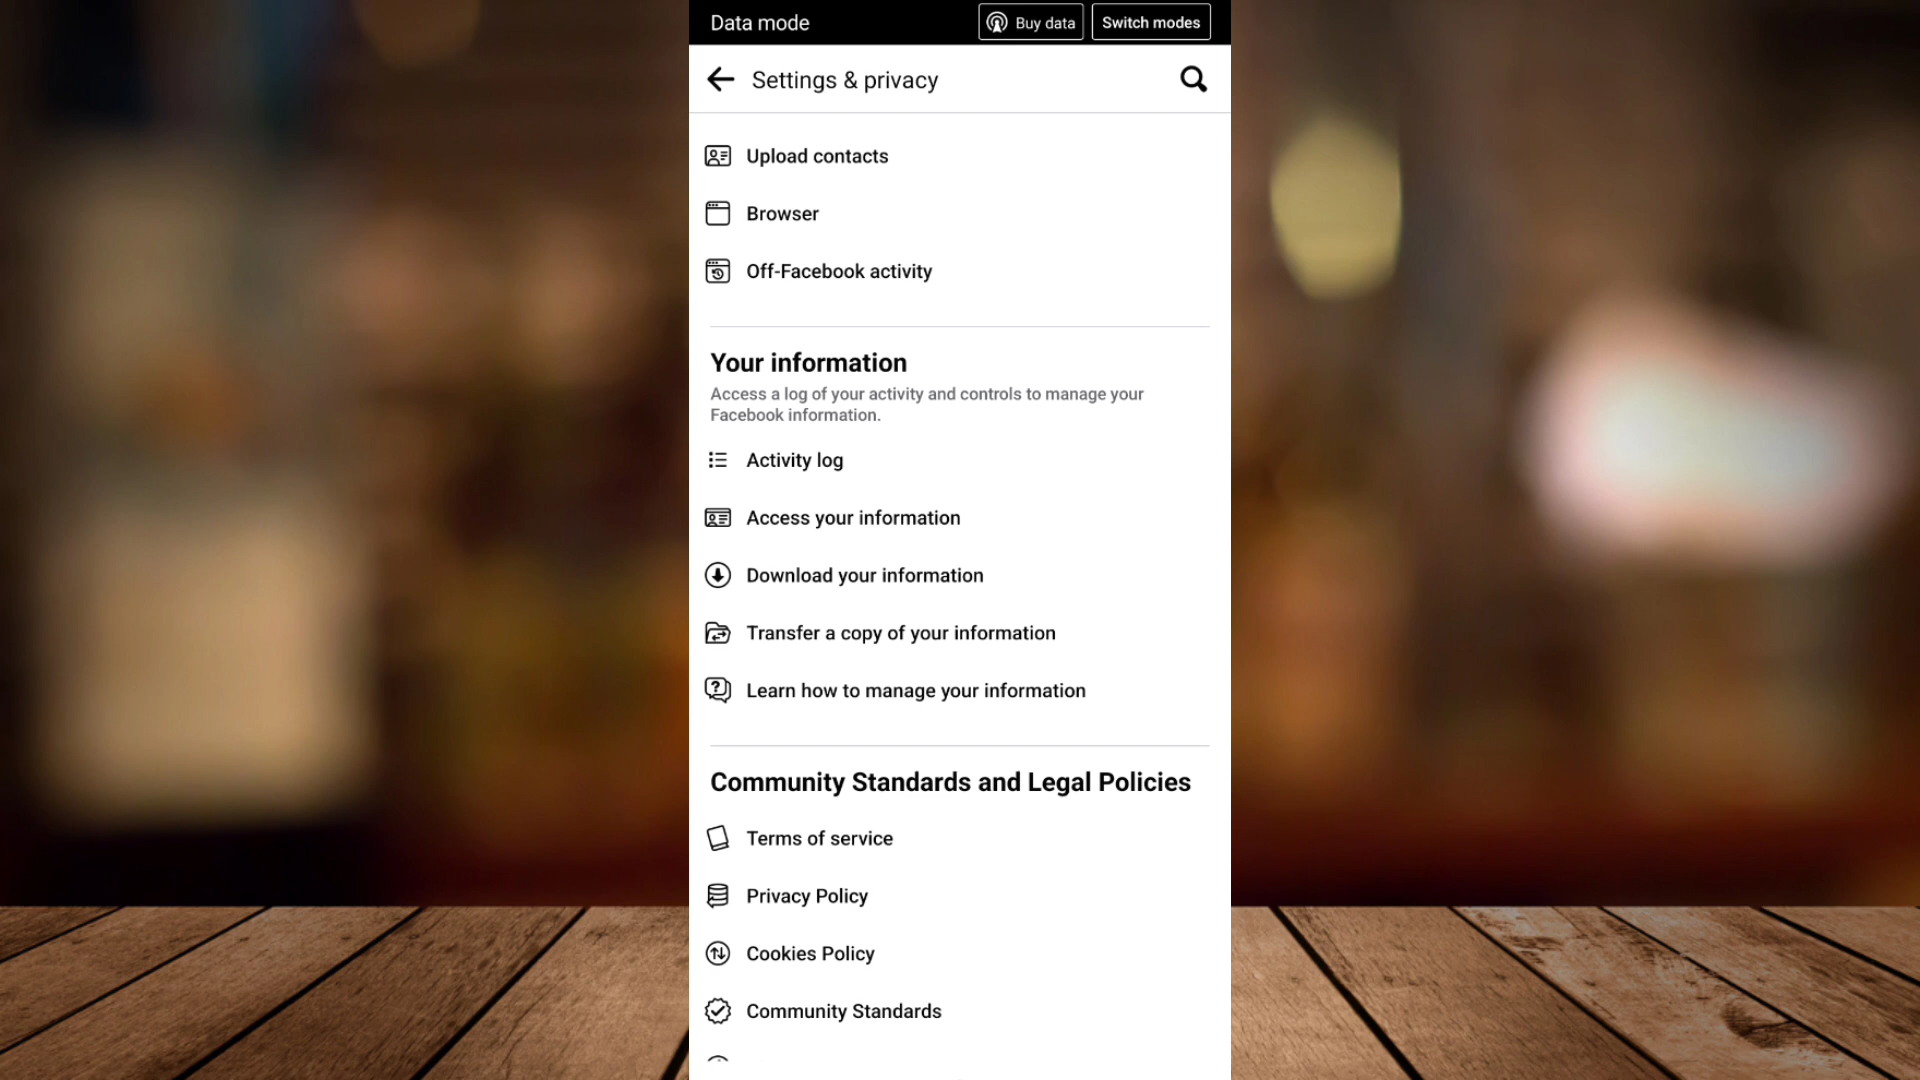 Data mode
Buy data
Switch modes
Settings & privacy
Upload contacts
Browser
Off-Facebook activity
Your information
Access a log of your activity and controls to manage your
Facebook information.
Activity log
Access your information
Download your information
Transfer a copy of your information
Learn how to manage your information
Community Standards and Legal Policies
Terms of service
Privacy Policy
Cookies Policy
Community Standards